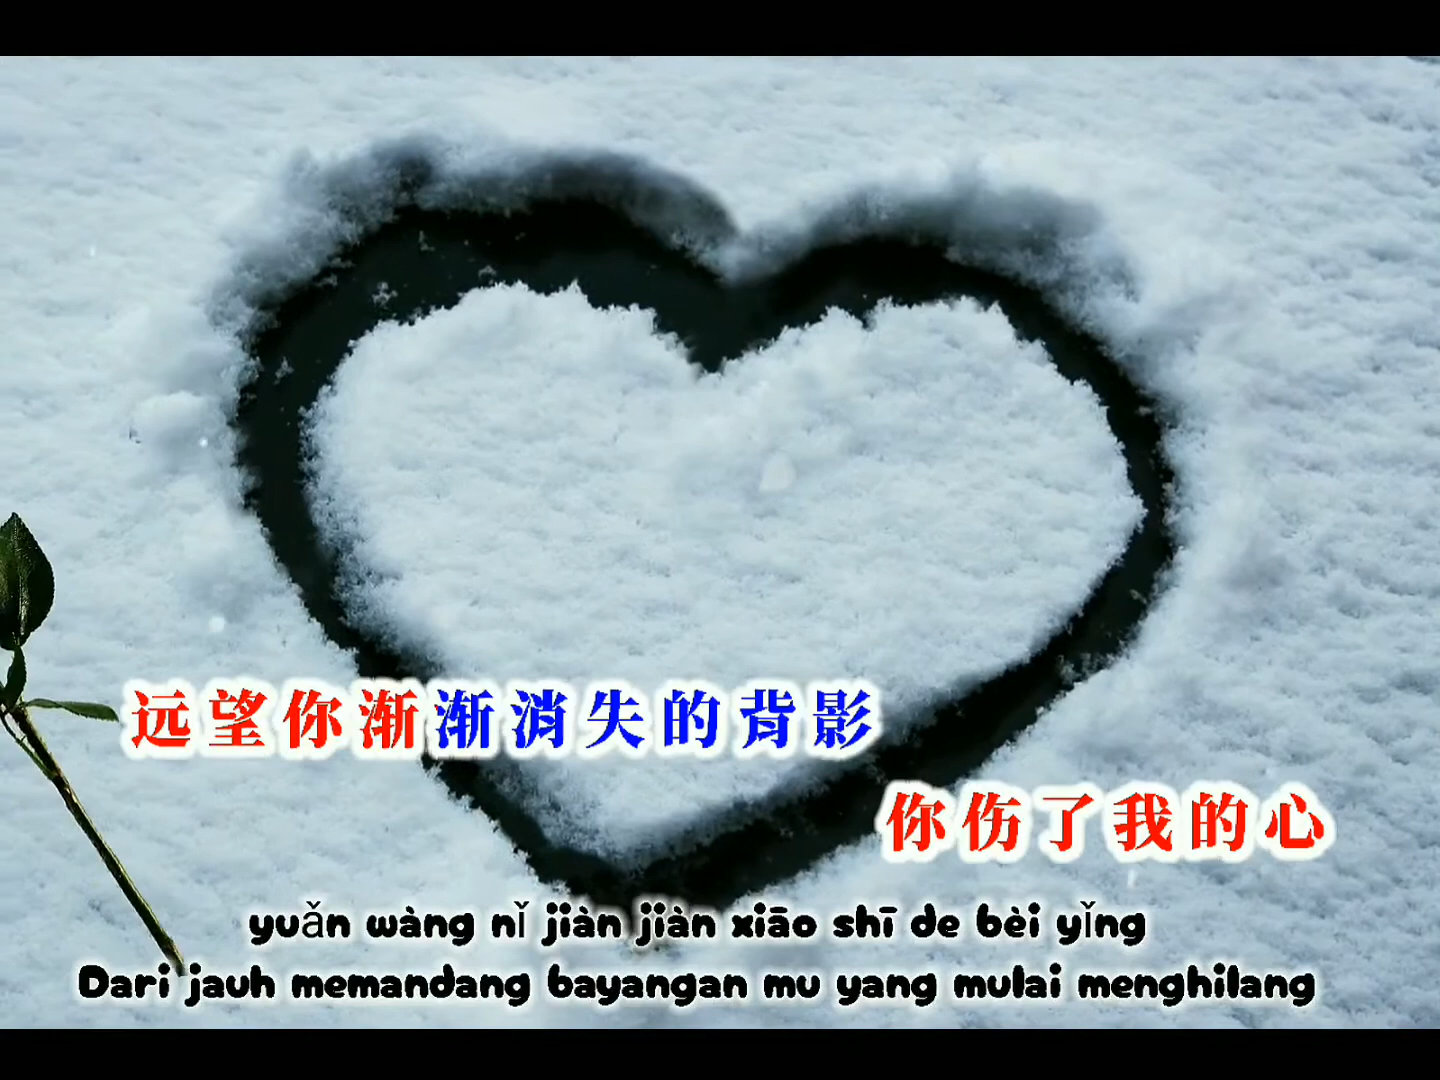 远望你渐渐消失的背影
你伤了我的心
yuǎn wàng nǐ jiàn jiàn xiāo shī de bèi yǐng
Dari jauh memandang bayangan mu yang mulai menghilang